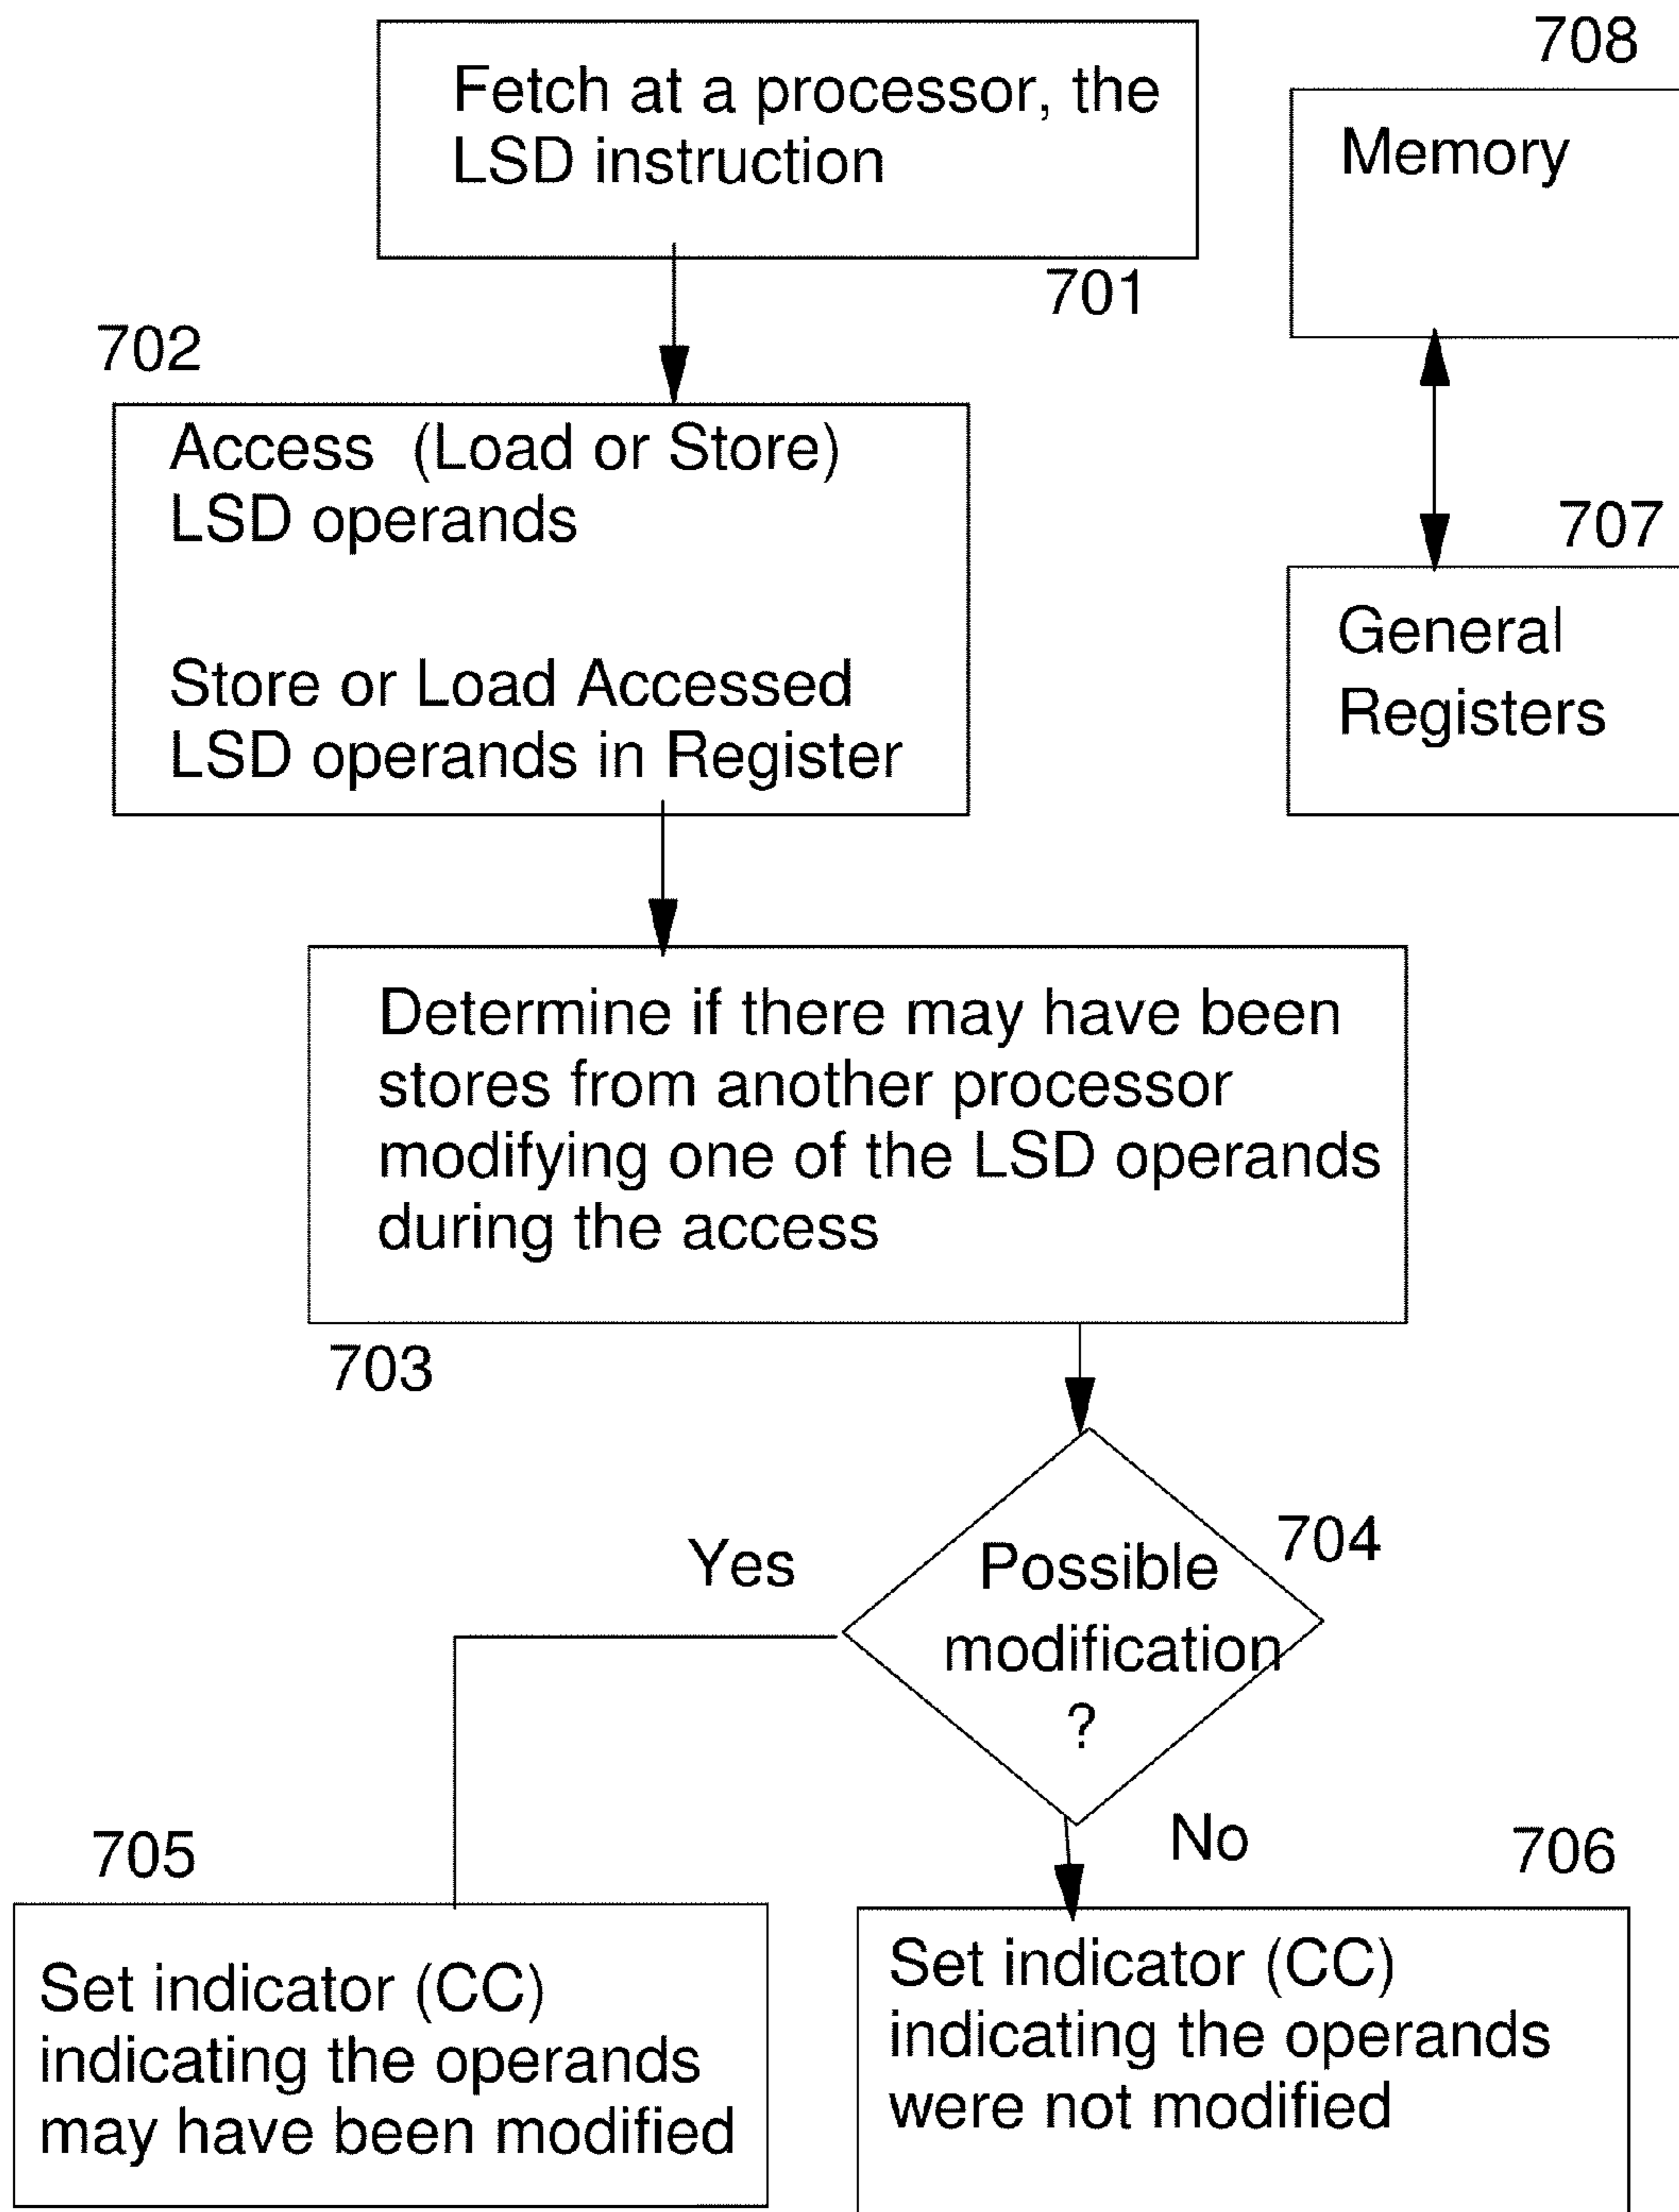 Fetch at a processor, the
LSD instruction
701
708
Memory
702
Access (Load or Store)
LSD operands
Store or Load Accessed
LSD operands in Register
707
General
Registers
Determine if there may have been
stores from another processor
modifying one of the LSD operands
during the access
703
704
Possible
modification
?
Yes
No
705
Set indicator (CC)
indicating the operands
may have been modified
706
Set indicator (CC)
indicating the operands
were not modified